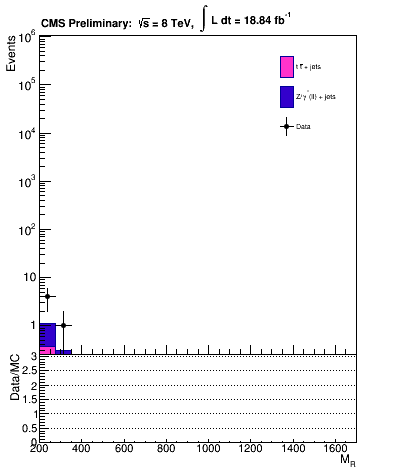 CMS Preliminary: √s = 8 TeV, ∫ L dt = 18.84 fb⁻¹
Events
10⁶
10⁵
10⁴
10³
10²
10
1
t t̄ + jets
Z/γ*(ll) + jets
Data
Data/MC
3
2.5
2
1.5
1
0.5
0
200 400 600 800 1000 1200 1400 1600
M_R